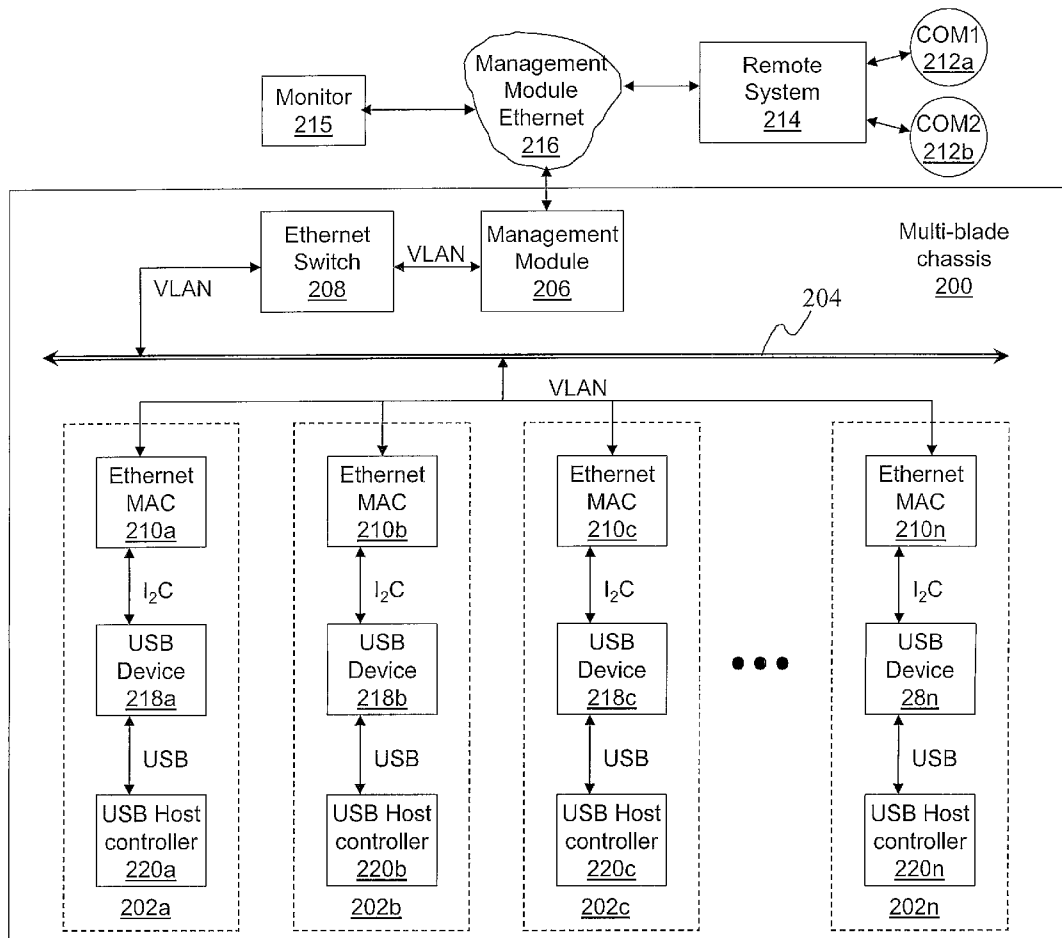 COM1
212a
Management
Module
Ethernet
216
Monitor
215
Remote
System
214
COM2
212b
Ethernet
Switch
208
VLAN
Management
Module
206
Multi-blade
chassis
200
VLAN
204
VLAN
Ethernet
MAC
210a
Ethernet
MAC
210b
Ethernet
MAC
210c
Ethernet
MAC
210n
I₂C
I₂C
I₂C
I₂C
USB
Device
218a
USB
Device
218b
USB
Device
218c
USB
Device
28n
USB
USB
USB
USB
USB Host
controller
220a
USB Host
controller
220b
USB Host
controller
220c
USB Host
controller
220n
202a
202b
202c
202n